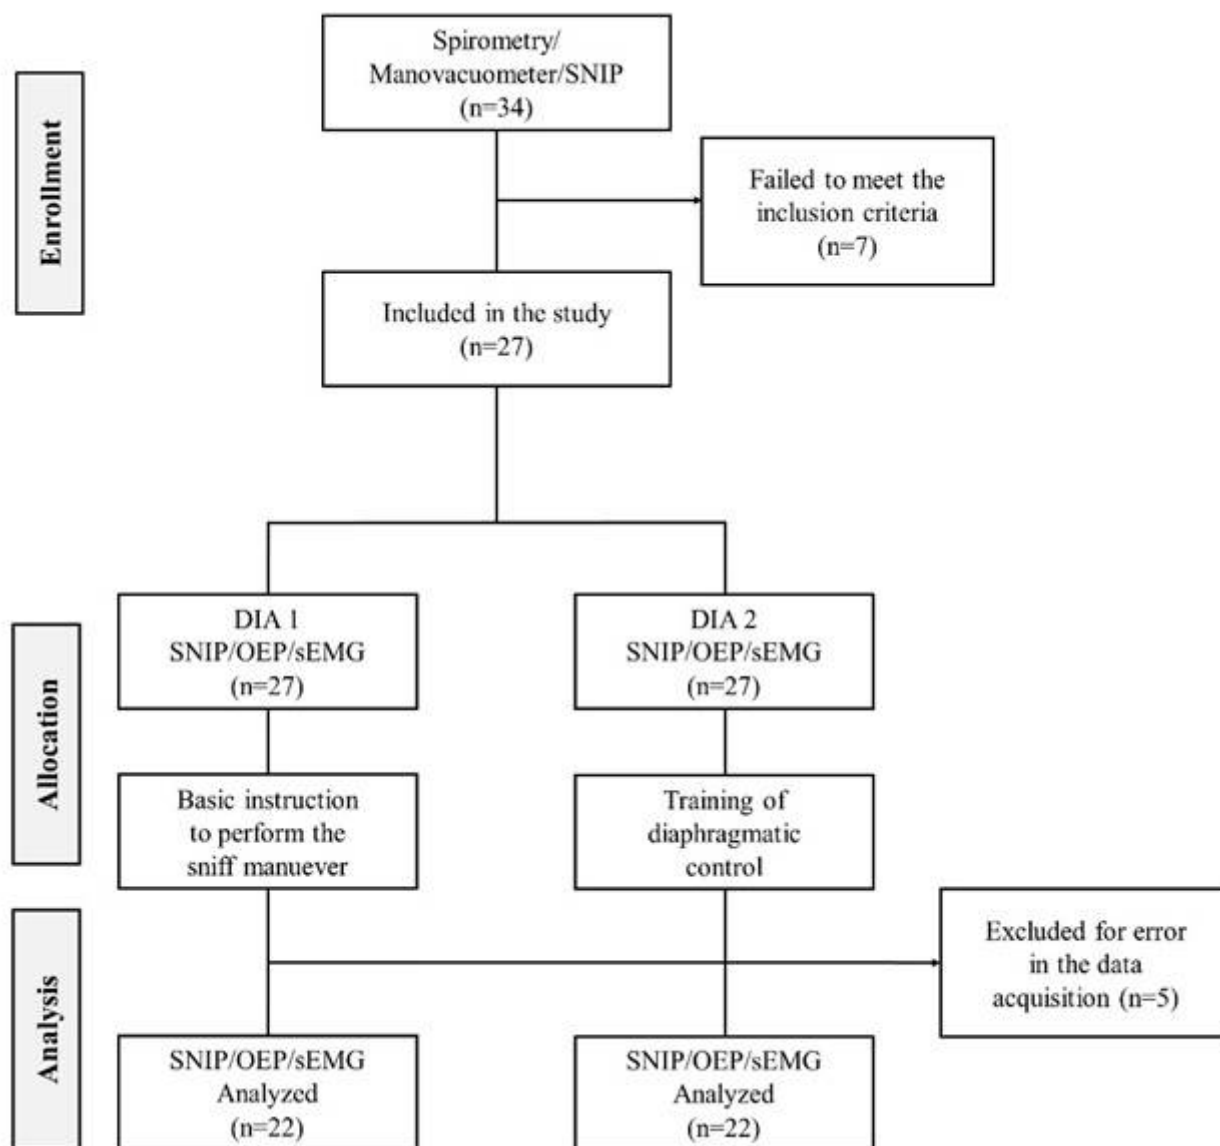 Enrollment
Spirometry/
Manovacuometer/SNIP
(n=34)
Failed to meet the
inclusion criteria
(n=7)
Included in the study
(n=27)
Allocation
DIA 1
SNIP/OEP/sEMG
(n=27)
DIA 2
SNIP/OEP/sEMG
(n=27)
Basic instruction
to perform the
sniff manuever
Training of
diaphragmatic
control
Analysis
Excluded for error
in the data
acquisition (n=5)
SNIP/OEP/sEMG
Analyzed
(n=22)
SNIP/OEP/sEMG
Analyzed
(n=22)